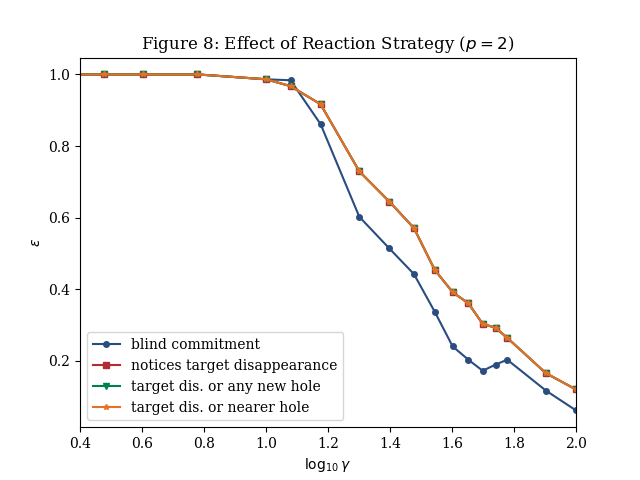 Figure 8: Effect of Reaction Strategy (p = 2)
1.0
0.8
0.6
0.4
0.2
ε
blind commitment
notices target disappearance
target dis. or any new hole
target dis. or nearer hole
0.4 0.6 0.8 1.0 1.2 1.4 1.6 1.8 2.0
log₁₀ γ